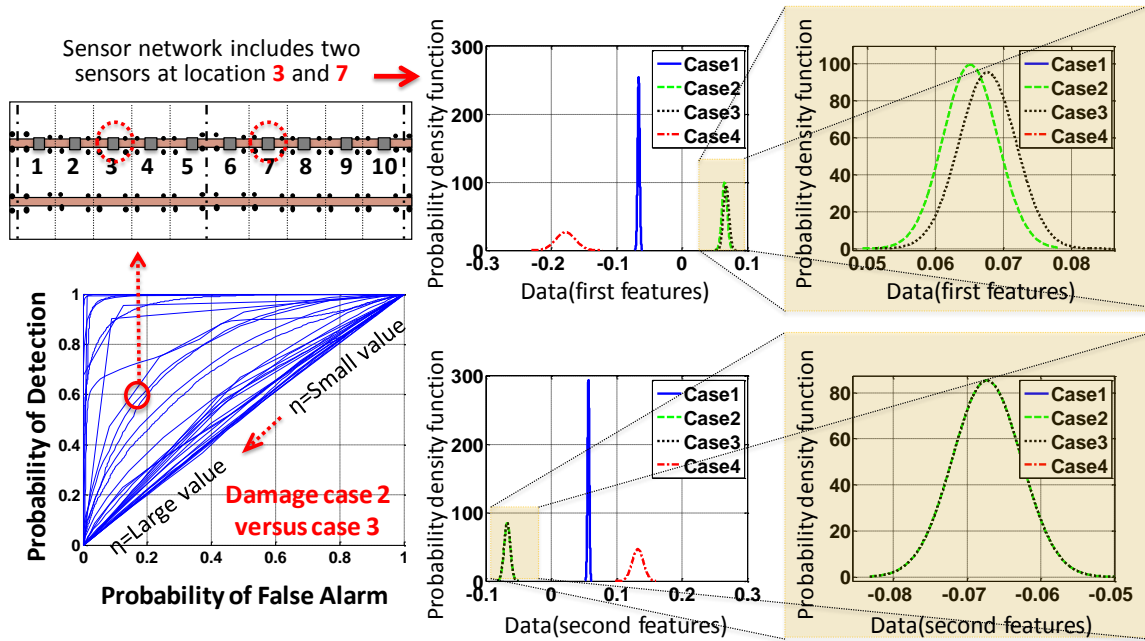 Sensor network includes two
sensors at location 3 and 7
1 2 3 4 5 6 7 8 9 10
Probability of Detection
1
0.8
0.6
0.4
0.2
0
0 0.2 0.4 0.6 0.8 1
Probability of False Alarm
η=Small value
η=Large value
Damage case 2
versus case 3
Probability density function
300
200
100
0
-0.3 -0.2 -0.1 0 0.1
Data(first features)
Case1
Case2
Case3
Case4
Probability density function
100
80
60
40
20
0
0.05 0.06 0.07 0.08
Data(first features)
Case1
Case2
Case3
Case4
Probability density function
300
200
100
0
-0.1 0 0.1 0.2 0.3
Data(second features)
Case1
Case2
Case3
Case4
Probability density function
80
60
40
20
0
-0.08 -0.07 -0.06 -0.05
Data(second features)
Case1
Case2
Case3
Case4